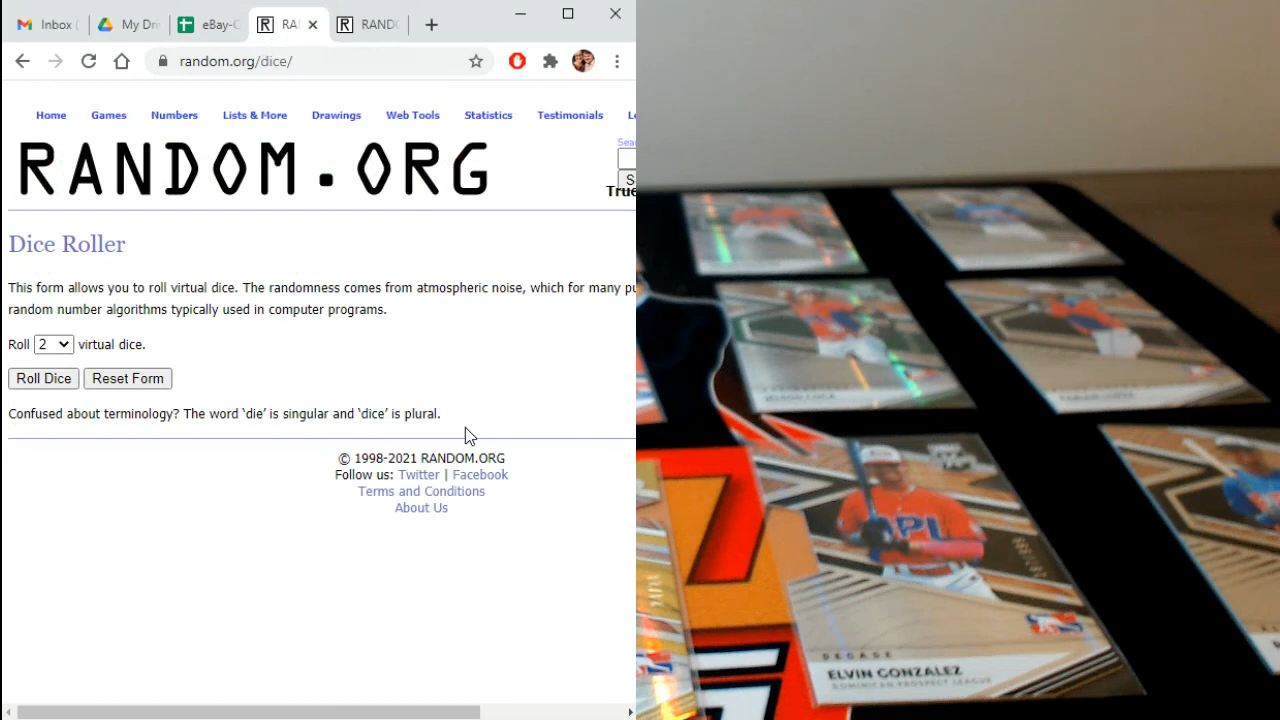 Inbox (
My Dri
eBay-C
RA
RANDO
random.org/dice/
Home
Games
Numbers
Lists & More
Drawings
Web Tools
Statistics
Testimonials
RANDOM.ORG
Sea
S
True
Dice Roller
This form allows you to roll virtual dice. The randomness comes from atmospheric noise, which for many pu
random number algorithms typically used in computer programs.
Roll 2 virtual dice.
Roll Dice
Reset Form
Confused about terminology? The word ‘die’ is singular and ‘dice’ is plural.
© 1998-2021 RANDOM.ORG
Follow us: Twitter | Facebook
Terms and Conditions
About Us
DPL
DECADE
ELVIN GONZALEZ
DOMINICAN PROSPECT LEAGUE